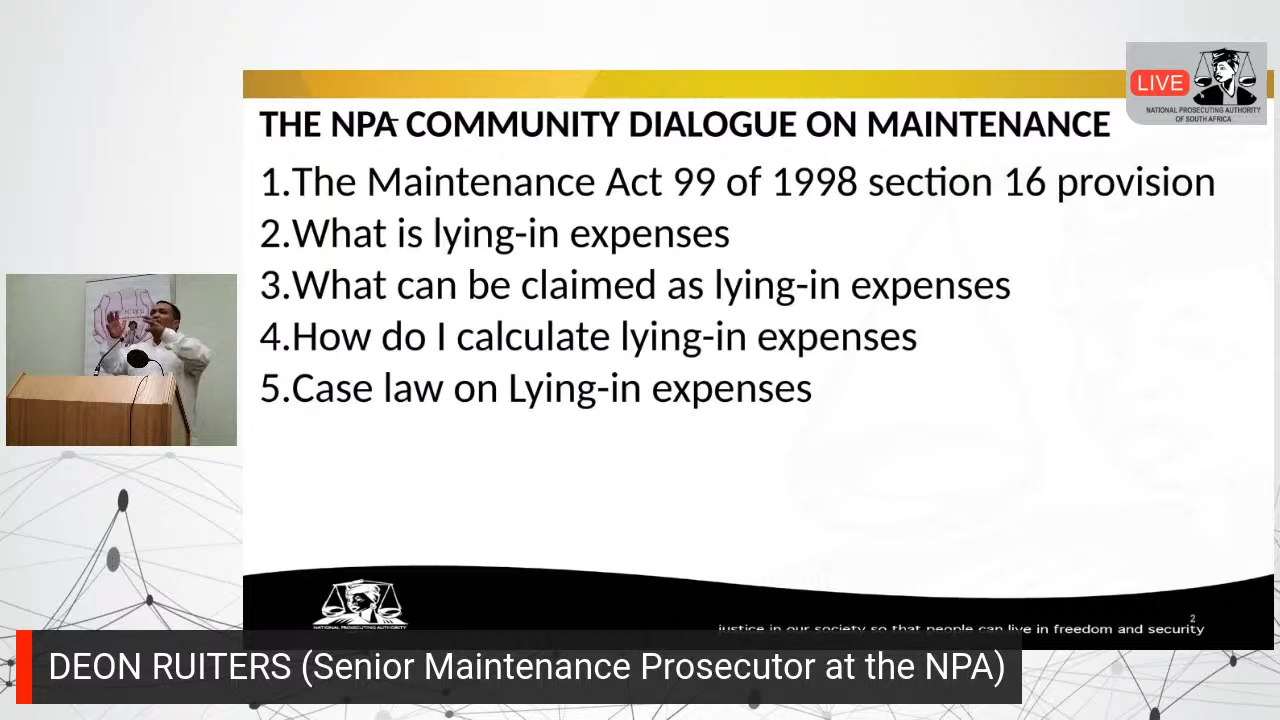 LIVE
NATIONAL PROSECUTING AUTHORITY
OF SOUTH AFRICA
THE NPA COMMUNITY DIALOGUE ON MAINTENANCE
1.The Maintenance Act 99 of 1998 section 16 provision
2.What is lying-in expenses
3.What can be claimed as lying-in expenses
4.How do I calculate lying-in expenses
5.Case law on Lying-in expenses
NATIONAL PROSECUTING AUTHORITY
2
justice in our society so that people can live in freedom and security
DEON RUITERS (Senior Maintenance Prosecutor at the NPA)